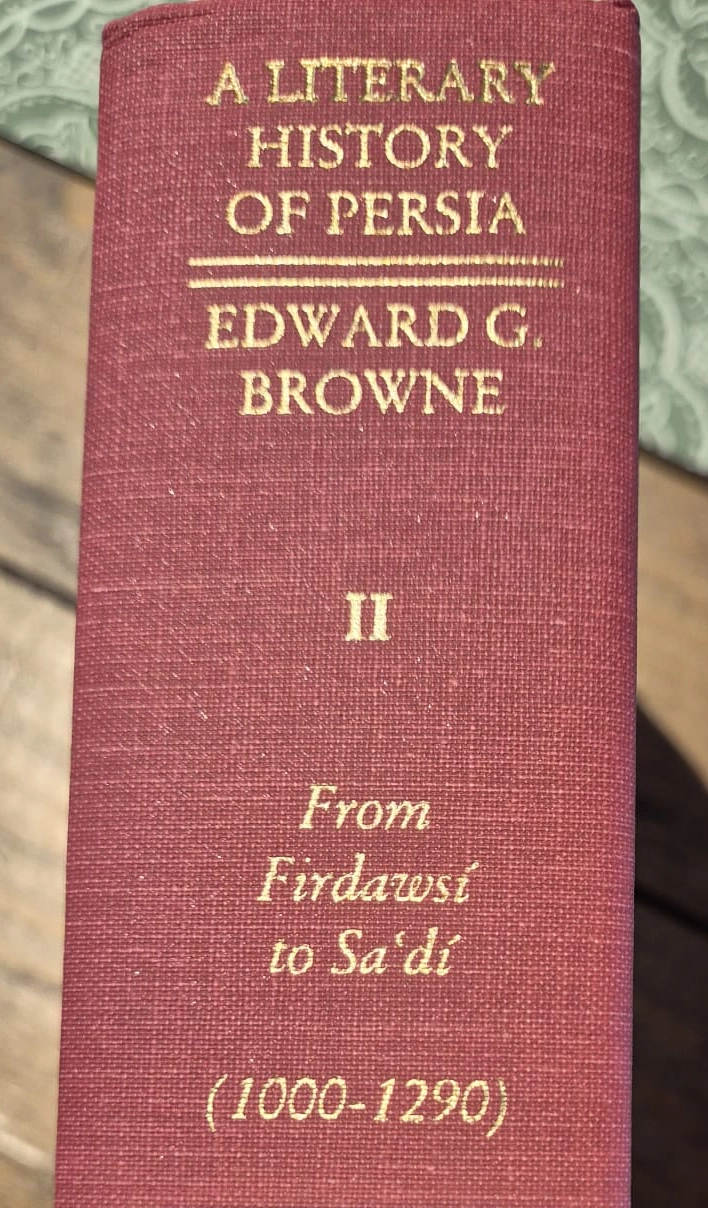 A LITERARY
HISTORY
OF PERSIA
EDWARD G.
BROWNE
II
From
Firdawsí
to Sa‘dí
(1000-1290)